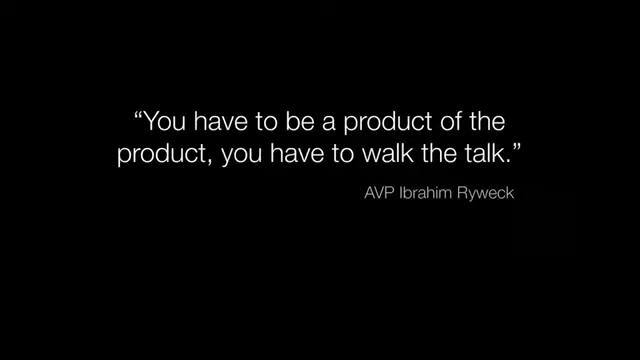 “You have to be a product of the
product, you have to walk the talk.”
AVP Ibrahim Ryweck